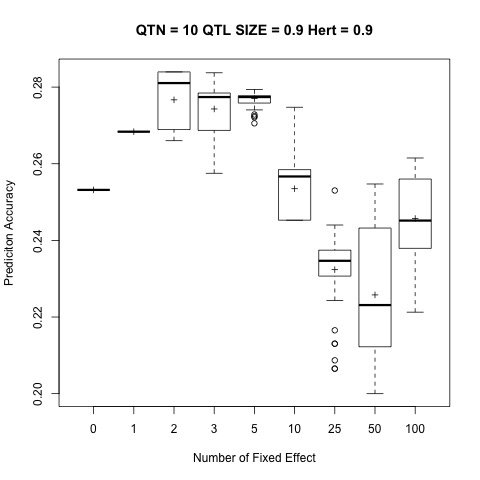 QTN = 10 QTL SIZE = 0.9 Hert = 0.9
Prediciton Accuracy
0.28
0.26
0.24
0.22
0.20
0 1 2 3 5 10 25 50 100
Number of Fixed Effect